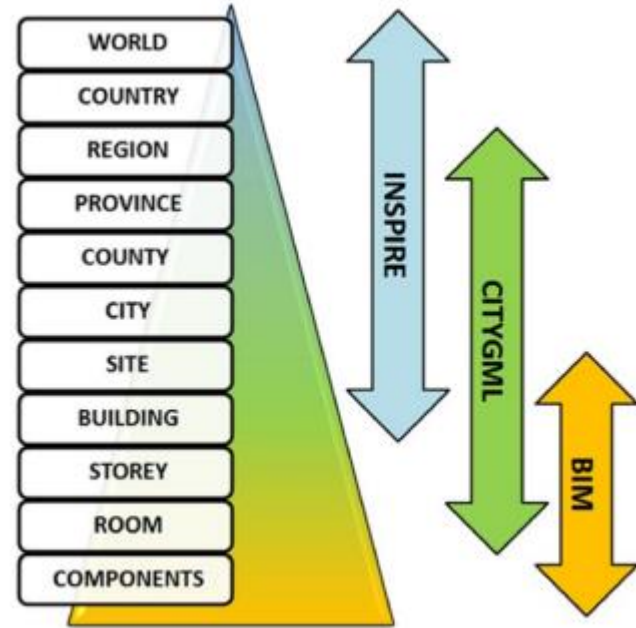 WORLD
COUNTRY
REGION
PROVINCE
COUNTY
CITY
SITE
BUILDING
STOREY
ROOM
COMPONENTS
INSPIRE
CITYGML
BIM